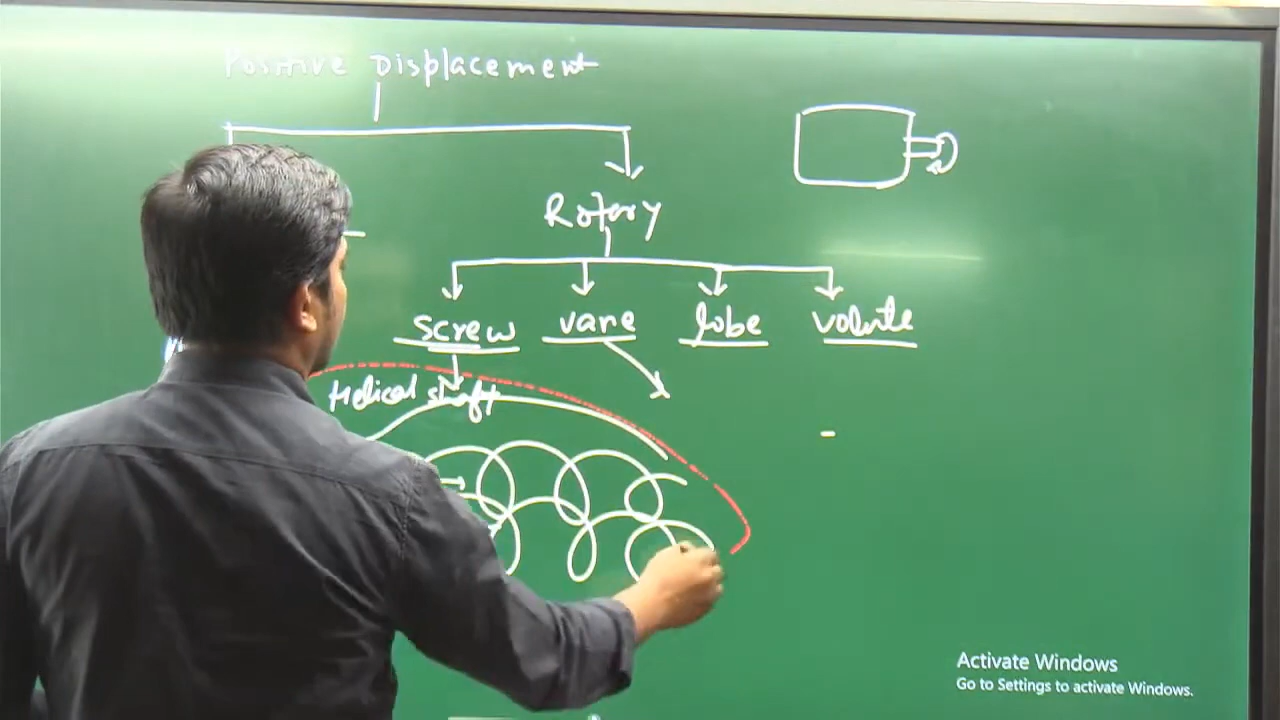 Positive Displacement
Rotary
screw vane lobe volute
Helical shaft
Activate Windows
Go to Settings to activate Windows.